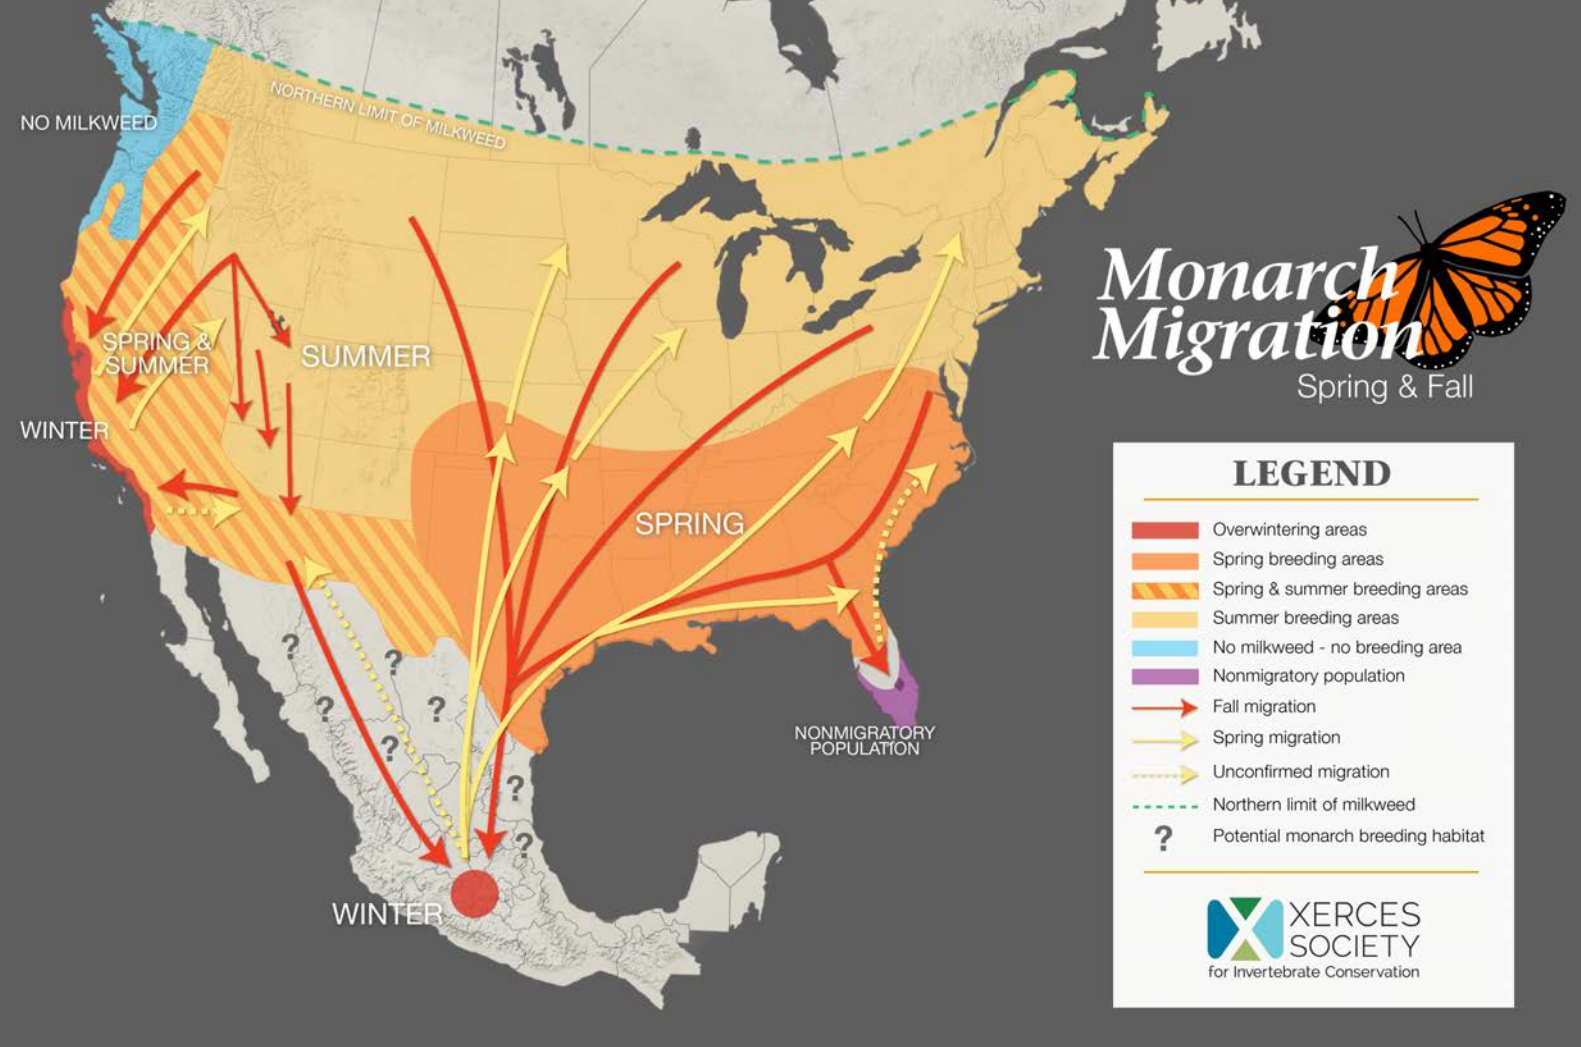 NORTHERN LIMIT OF MILKWEED
NO MILKWEED
Monarch
Migration
Spring & Fall
SPRING &
SUMMER
SUMMER
WINTER
SPRING
NONMIGRATORY
POPULATION
WINTER
?
?
?
?
?
?
?
LEGEND
Overwintering areas
Spring breeding areas
Spring & summer breeding areas
Summer breeding areas
No milkweed - no breeding area
Nonmigratory population
Fall migration
Spring migration
Unconfirmed migration
Northern limit of milkweed
? Potential monarch breeding habitat
XERCES
SOCIETY
for Invertebrate Conservation